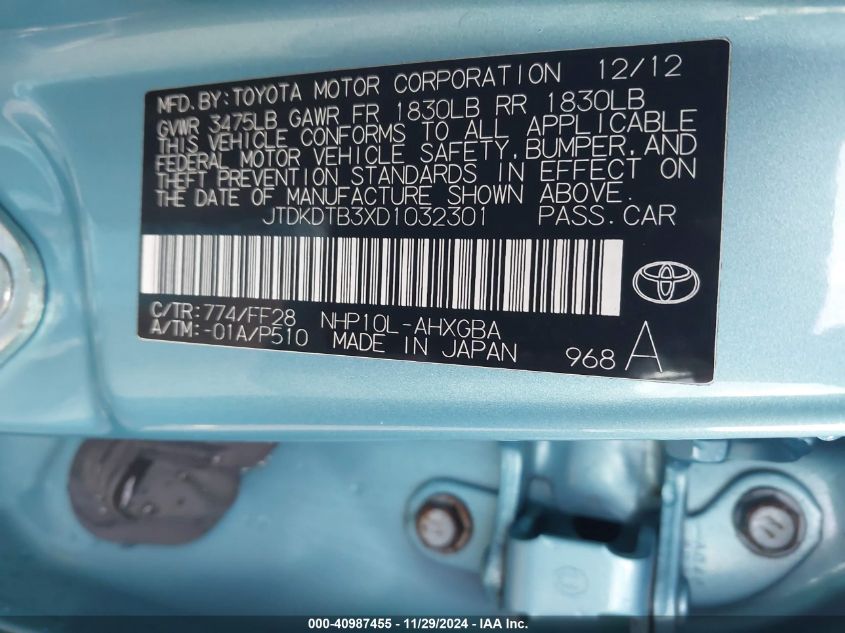 MFD. BY: TOYOTA MOTOR CORPORATION 12/12
GVWR 3475LB GAWR FR 1830LB RR 1830LB
THIS VEHICLE CONFORMS TO ALL APPLICABLE
FEDERAL MOTOR VEHICLE SAFETY, BUMPER, AND
THEFT PREVENTION STANDARDS IN EFFECT ON
THE DATE OF MANUFACTURE SHOWN ABOVE.
JTDKDTB3XD1032301 PASS. CAR
C/TR: 774/FF28 NHP10L-AHXGBA
A/TM: -01A/P510 MADE IN JAPAN
968 A
000-40987455 - 11/29/2024 - IAA Inc.